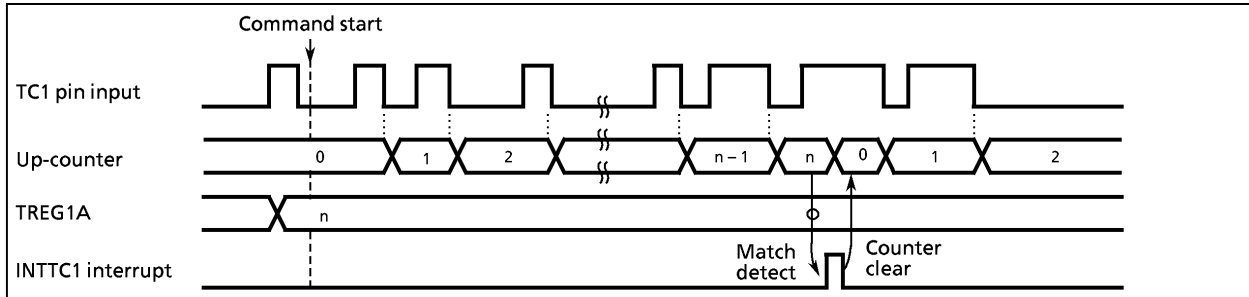 Command start
TC1 pin input
Up-counter
0
1
2
n – 1
n
0
1
2
TREG1A
n
INTTC1 interrupt
Match
detect
Counter
clear